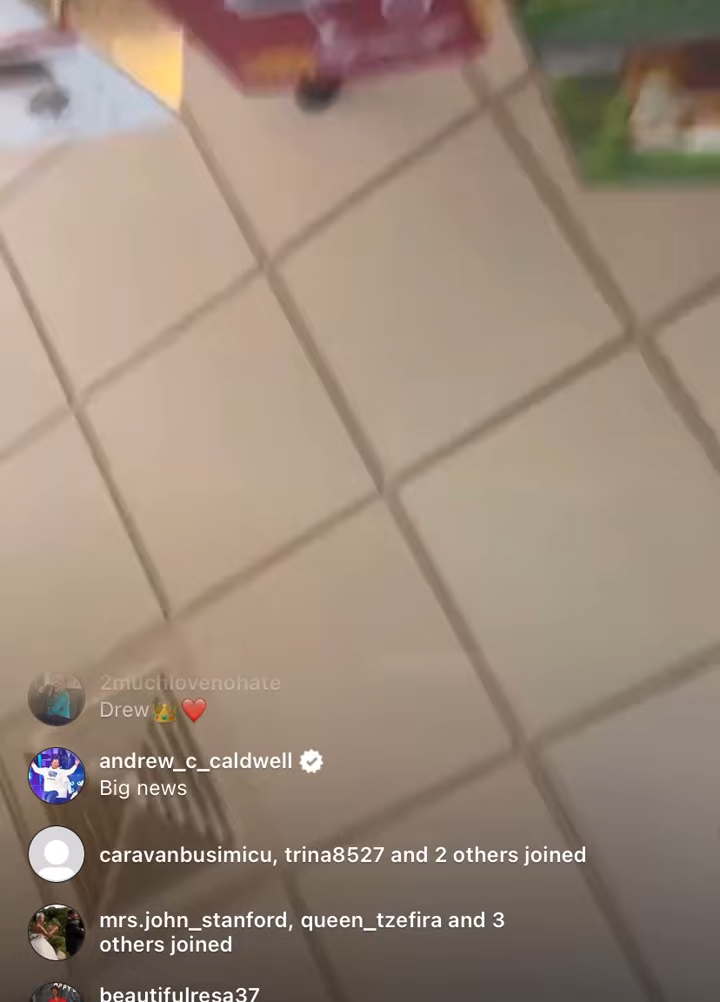 2muchlovenohate
Drew👑❤️
andrew_c_caldwell
Big news
caravanbusimicu, trina8527 and 2 others joined
mrs.john_stanford, queen_tzefira and 3
others joined
beautifulresa37